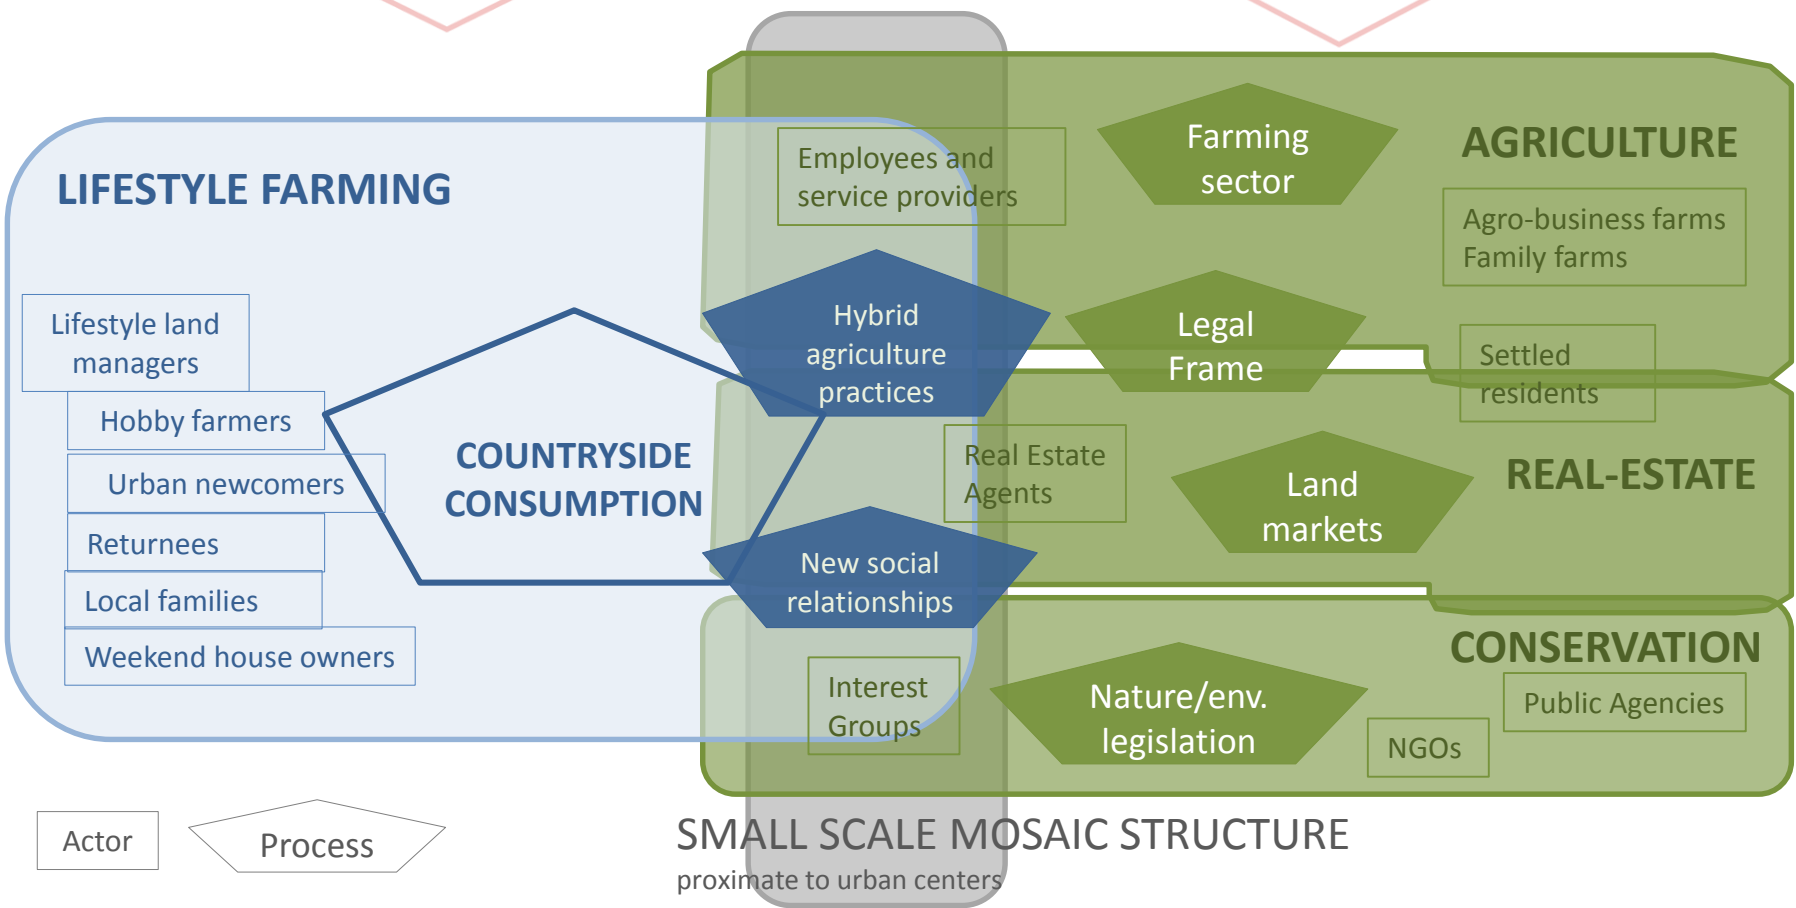 LIFESTYLE FARMING
Lifestyle land
managers
Hobby farmers
Urban newcomers
Returnees
Local families
Weekend house owners
COUNTRYSIDE
CONSUMPTION
Employees and
service providers
Hybrid
agriculture
practices
New social
relationships
Farming
sector
AGRICULTURE
Agro-business farms
Family farms
Legal
Frame
Settled
residents
Real Estate
Agents
Land
markets
REAL-ESTATE
CONSERVATION
Interest
Groups
Nature/env.
legislation
Public Agencies
NGOs
Actor
Process
SMALL SCALE MOSAIC STRUCTURE
proximate to urban centers